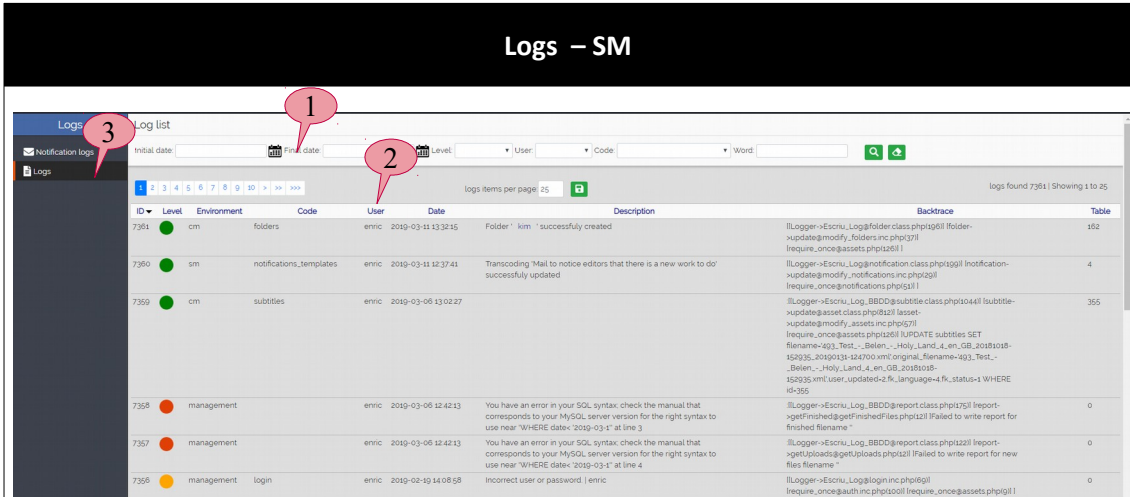 Logs – SM
1
2
3
Logs
Notification logs
Logs
Log list
Initial date: Final date: Level: User: Code: Word:
1 2 3 4 5 6 7 8 9 10 > >> >>>
logs items per page: 25
logs found 7361 | Showing 1 to 25
ID Level Environment Code User Date Description Backtrace Table
7361 cm folders enric 2019-03-11 13:32:15 Folder ' kim ' successfully created [[Logger->Escriu_Log@folder.class.php(196)] [folder-
>update@modify_folders.inc.php(37)]
[require_once@assets.php(126)] ] 162
7360 sm notifications_templates enric 2019-03-11 12:37:41 Transcoding 'Mail to notice editors that there is a new work to do' [[Logger->Escriu_Log@notification.class.php(199)] [notification- 4
successfuly updated >update@modify_notifications.inc.php(29)]
[require_once@notifications.php(51)] ]
7359 cm subtitles enric 2019-03-06 13:02:27 [[Logger->Escriu_Log_BBDD@subtitle.class.php(1044)] [subtitle- 355
>update@asset.class.php(812)] [asset-
>update@modify_assets.inc.php(57)]
[require_once@assets.php(126)] ]UPDATE subtitles SET
filename='493_Test_-_Belen_-_Holy_Land_4_en_GB_20181018-
152935_20190131-124700.xml',original_filename='493_Test_-
_Belen_-_Holy_Land_4_en_GB_20181018-
152935.xml',user_updated=2,fk_language=4,fk_status=1 WHERE
id=355
7358 management enric 2019-03-06 12:42:13 You have an error in your SQL syntax; check the manual that [[Logger->Escriu_Log_BBDD@report.class.php(175)] [report- 0
corresponds to your MySQL server version for the right syntax to >getFinished@getFinishedFiles.php(12)] ]Failed to write report for
use near "WHERE date< '2019-03-1" at line 3 finished filename "
7357 management enric 2019-03-06 12:42:13 You have an error in your SQL syntax; check the manual that [[Logger->Escriu_Log_BBDD@report.class.php(122)] [report- 0
corresponds to your MySQL server version for the right syntax to >getUploads@getUploads.php(12)] ]Failed to write report for new
use near "WHERE date< '2019-03-1" at line 4 files filename "
7356 management login enric 2019-02-19 14:08:58 Incorrect user or password. | enric [[Logger->Escriu_Log@login.inc.php(69)] 0
[require_once@auth.inc.php(100)] [require_once@assets.php(9)] ]